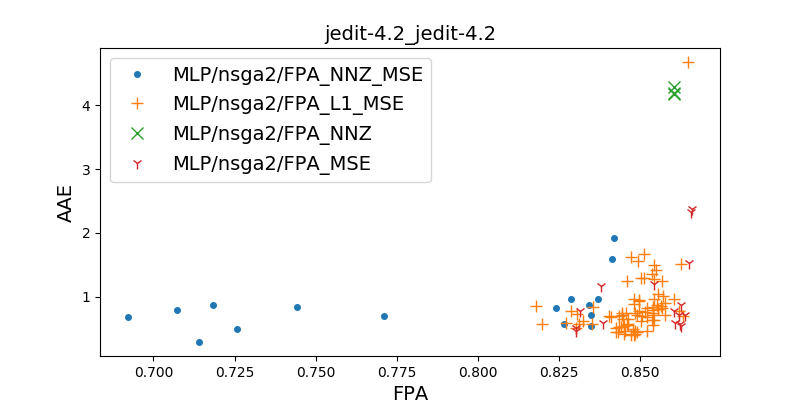 jedit-4.2_jedit-4.2
MLP/nsga2/FPA_NNZ_MSE
MLP/nsga2/FPA_L1_MSE
MLP/nsga2/FPA_NNZ
MLP/nsga2/FPA_MSE
AAE
4
3
2
1
0.700 0.725 0.750 0.775 0.800 0.825 0.850
FPA